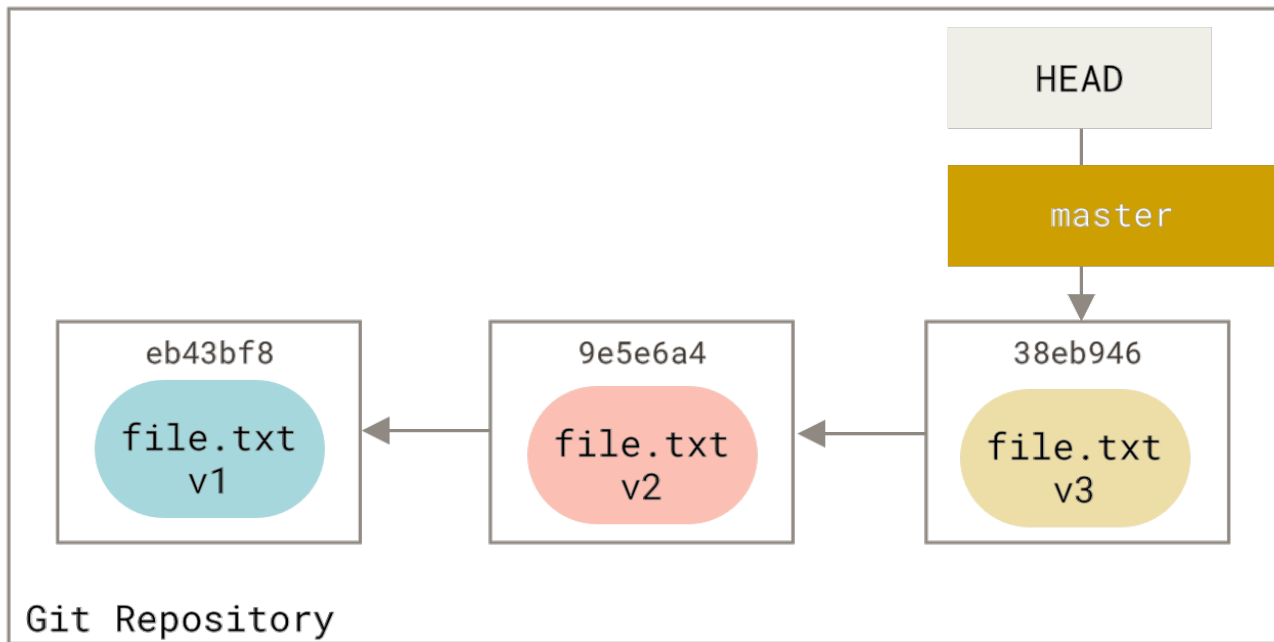 HEAD
master
eb43bf8
file.txt
v1
9e5e6a4
file.txt
v2
38eb946
file.txt
v3
Git Repository